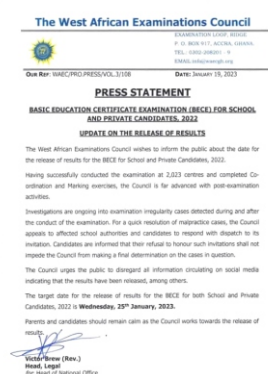 The West African Examinations Council
EXAMINATION LOOP, RIDGE
P. O. BOX 917, ACCRA, GHANA.
OUR REF: WAEC/PRO.PRESS/VOL.3/108
DATE: JANUARY 19, 2023
PRESS STATEMENT
BASIC EDUCATION CERTIFICATE EXAMINATION (BECE) FOR SCHOOL
AND PRIVATE CANDIDATES, 2022
UPDATE ON THE RELEASE OF RESULTS
The West African Examinations Council wishes to inform the public about the date for
the release of results for the BECE for School and Private Candidates, 2022.
Having successfully conducted the examination at 2,023 centres and completed Co-
ordination and Marking exercises, the Council is far advanced with post-examination
activities.
Investigations are ongoing into examination irregularity cases detected during and after
the conduct of the examination. For a quick resolution of malpractice cases, the Council
appeals to affected school authorities and candidates to respond with dispatch to its
invitation. Candidates are informed that their refusal to honour such invitations shall not
impede the Council from making a final determination on the cases in question.
The Council urges the public to disregard all information circulating on social media
indicating that the results have been released, among others.
The target date for the release of results for the BECE for both School and Private
Candidates, 2022 is Wednesday, 25th January, 2023.
Parents and candidates should remain calm as the Council works towards the release of
results.
Victor Brew (Rev.)
Head, Legal
for: Head of National Office